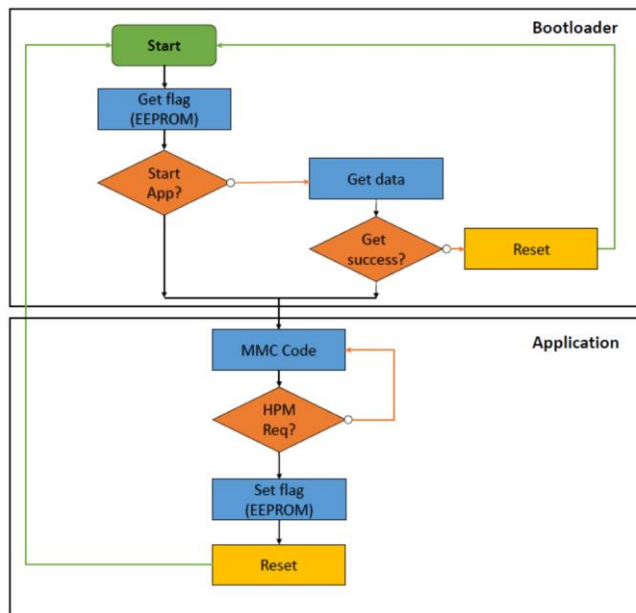 Bootloader
Start
Get flag
(EEPROM)
Start
App?
Get data
Get
success?
Reset
Application
MMC Code
HPM
Req?
Set flag
(EEPROM)
Reset